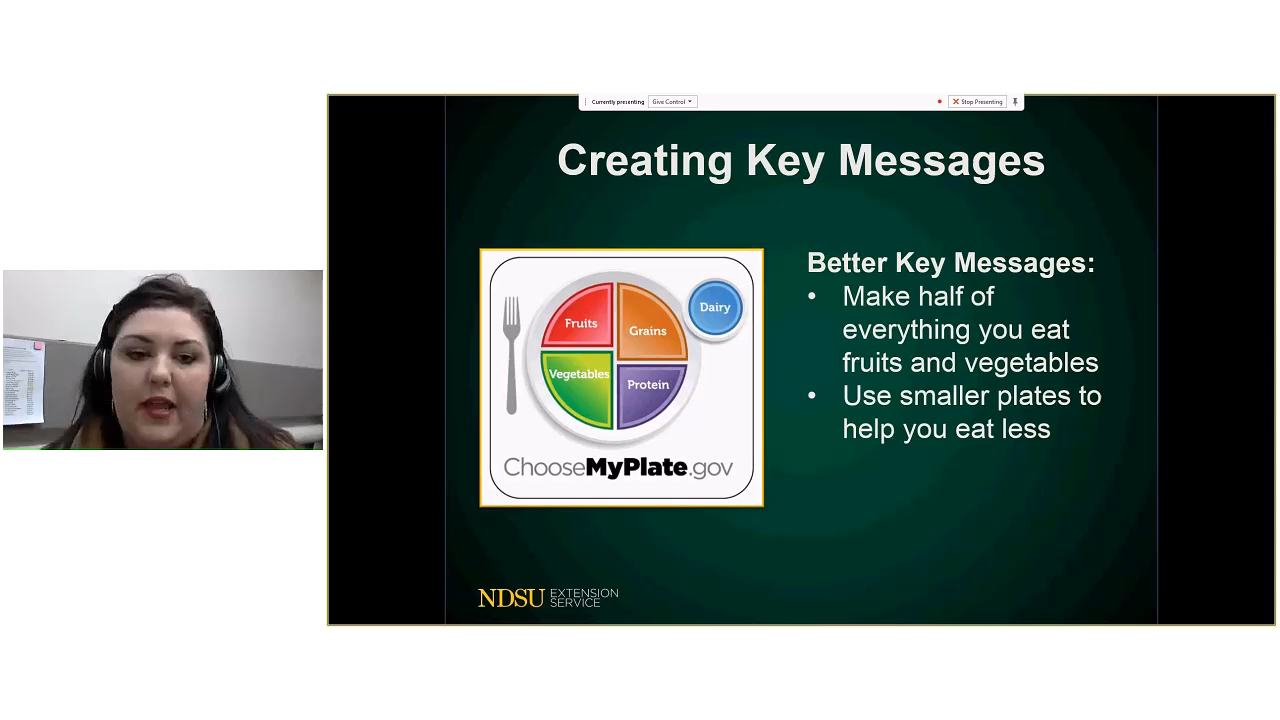 Currently presenting Give Control Stop Presenting
Creating Key Messages
Fruits
Grains
Dairy
Vegetables
Protein
ChooseMyPlate.gov
Better Key Messages:
• Make half of
everything you eat
fruits and vegetables
• Use smaller plates to
help you eat less
NDSU EXTENSION
SERVICE